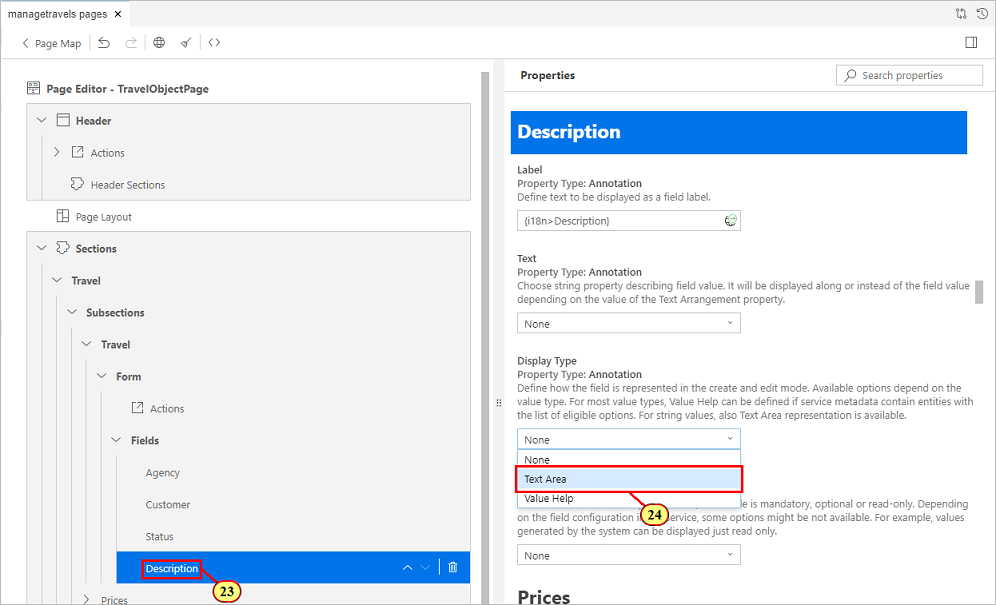 managetravels pages
Page Map
Page Editor - TravelObjectPage
Header
Actions
Header Sections
Page Layout
Sections
Travel
Subsections
Travel
Form
Actions
Fields
Agency
Customer
Status
Description
23
Prices
Properties
Search properties
Description
Label
Property Type: Annotation
Define text to be displayed as a field label.
{i18n>Description}
Text
Property Type: Annotation
Choose string property describing field value. It will be displayed along or instead of the field value
depending on the value of the Text Arrangement property.
None
Display Type
Property Type: Annotation
Define how the field is represented in the create and edit mode. Available options depend on the
value type. For most value types, Value Help can be defined if service metadata contain entities with
the list of eligible options. For string values, also Text Area representation is available.
None
None
Text Area
Value Help
24
is mandatory, optional or read-only. Depending
on the field configuration service, some options might be not available. For example, values
generated by the system can be displayed just read only.
None
Prices